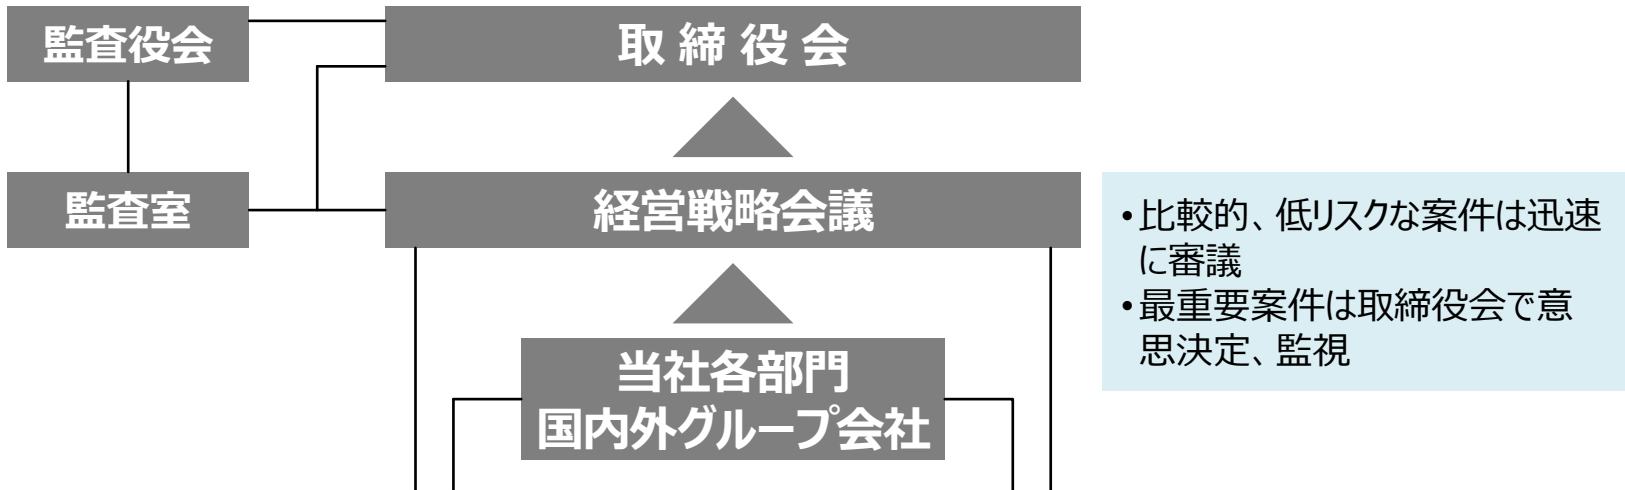 監査役会
取締役会
監査室
経営戦略会議
•比較的、低リスクな案件は迅速
に審議
•最重要案件は取締役会で意
思決定、監視
当社各部門
国内外グループ会社